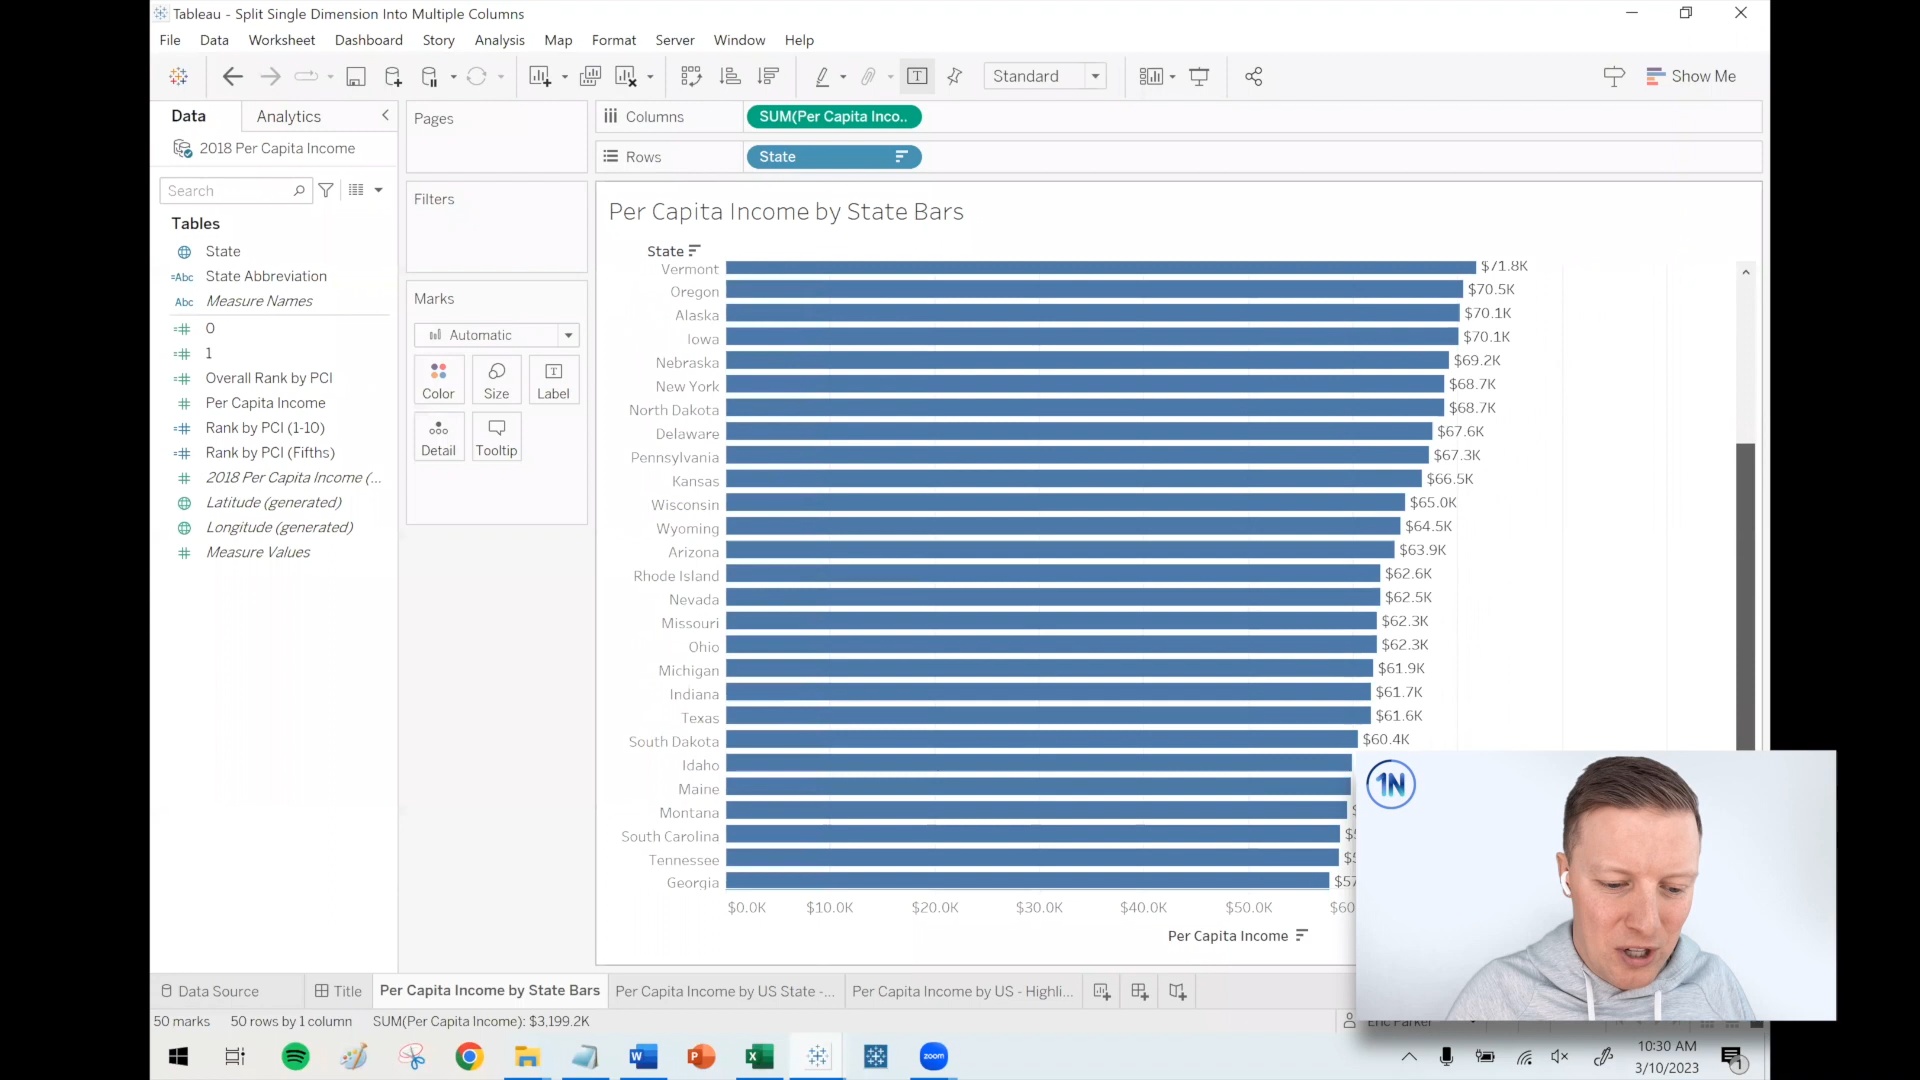 Tableau - Split Single Dimension Into Multiple Columns
File Data Worksheet Dashboard Story Analysis Map Format Server Window Help
Standard
Show Me
Data Analytics
2018 Per Capita Income
Search
Tables
State
=Abc State Abbreviation
Abc Measure Names
0
1
Overall Rank by PCI
Per Capita Income
Rank by PCI (1-10)
Rank by PCI (Fifths)
2018 Per Capita Income (...
Latitude (generated)
Longitude (generated)
Measure Values
Pages
Filters
Marks
Automatic
Color Size Label
Detail Tooltip
Columns SUM(Per Capita Inco..
Rows State
Per Capita Income by State Bars
State
Vermont $71.8K
Oregon $70.5K
Alaska $70.1K
Iowa $70.1K
Nebraska $69.2K
New York $68.7K
North Dakota $68.7K
Delaware $67.6K
Pennsylvania $67.3K
Kansas $66.5K
Wisconsin $65.0K
Wyoming $64.5K
Arizona $63.9K
Rhode Island $62.6K
Nevada $62.5K
Missouri $62.3K
Ohio $62.3K
Michigan $61.9K
Indiana $61.7K
Texas $61.6K
South Dakota $60.4K
Idaho
Maine
Montana
South Carolina
Tennessee
Georgia $57
$0.0K $10.0K $20.0K $30.0K $40.0K $50.0K $60
Per Capita Income
1N
Data Source Title Per Capita Income by State Bars Per Capita Income by US State -... Per Capita Income by US - Highli...
50 marks 50 rows by 1 column SUM(Per Capita Income): $3,199.2K
Eric Parker
zoom
10:30 AM
3/10/2023
1